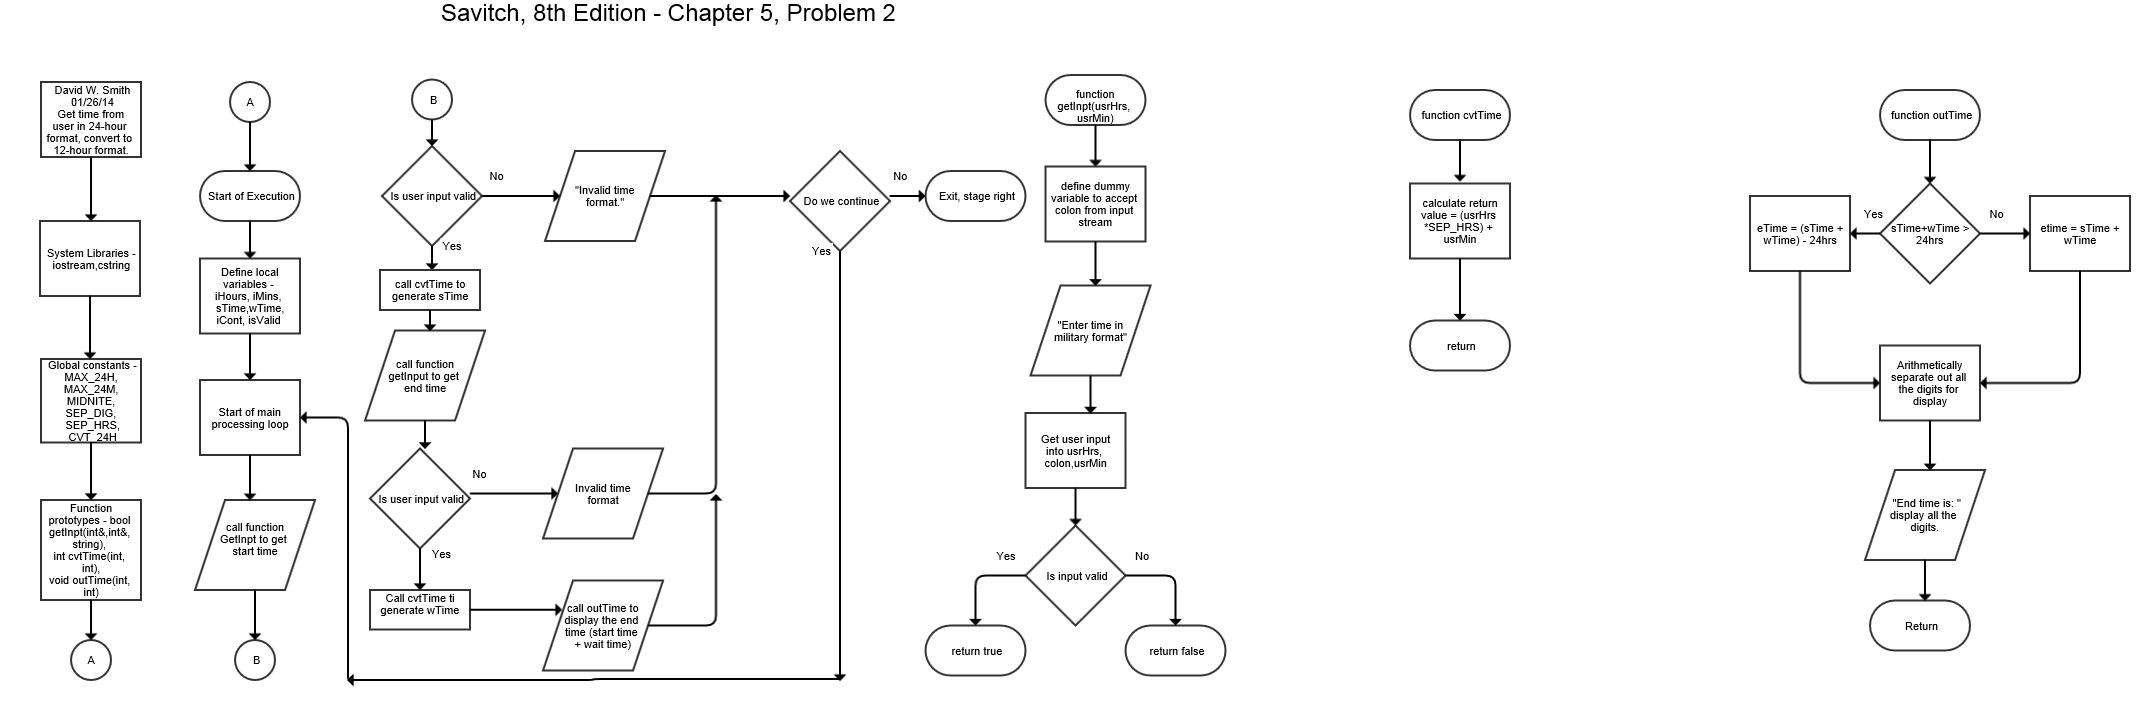 Savitch, 8th Edition - Chapter 5, Problem 2
David W. Smith
01/26/14
Get time from
user in 24-hour
format, convert to
12-hour format.
System Libraries -
iostream,cstring
Global constants -
MAX_24H,
MAX_24M,
MIDNITE,
SEP_DIG,
SEP_HRS,
CVT_24H
Function
prototypes - bool
getInpt(int&,int&,
string),
int cvtTime(int,
int),
void outTime(int,
int)
A
A
Start of Execution
Define local
variables -
iHours, iMins,
sTime,wTime,
iCont, isValid
Start of main
processing loop
call function
GetInpt to get
start time
B
B
Is user input valid
No
Yes
"Invalid time
format."
call cvtTime to
generate sTime
call function
getInput to get
end time
Is user input valid
No
Yes
Invalid time
format
Call cvtTime ti
generate wTime
call outTime to
display the end
time (start time
+ wait time)
Do we continue
No
Yes
Exit, stage right
function
getInpt(usrHrs,
usrMin)
define dummy
variable to accept
colon from input
stream
"Enter time in
military format"
Get user input
into usrHrs,
colon,usrMin
Is input valid
Yes
No
return true
return false
function cvtTime
calculate return
value = (usrHrs
*SEP_HRS) +
usrMin
return
function outTime
sTime+wTime >
24hrs
Yes
No
eTime = (sTime +
wTime) - 24hrs
etime = sTime +
wTime
Arithmetically
separate out all
the digits for
display
"End time is: "
display all the
digits.
Return